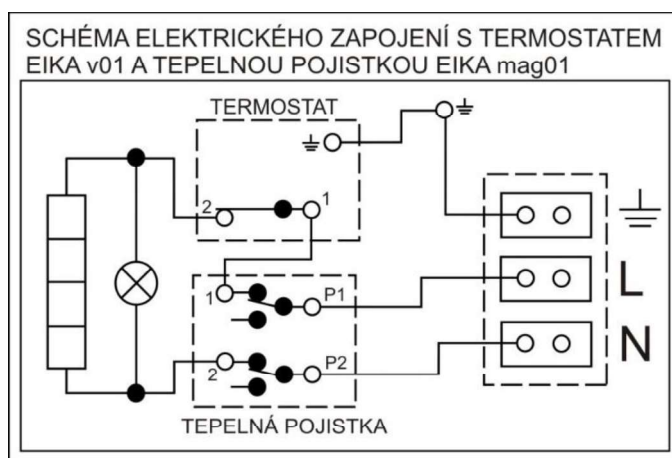 SCHÉMA ELEKTRICKÉHO ZAPOJENÍ S TERMOSTATEM
EIKA v01 A TEPELNOU POJISTKOU EIKA mag01
TERMOSTAT
2
1
1
P1
L
2
P2
N
TEPELNÁ POJISTKA